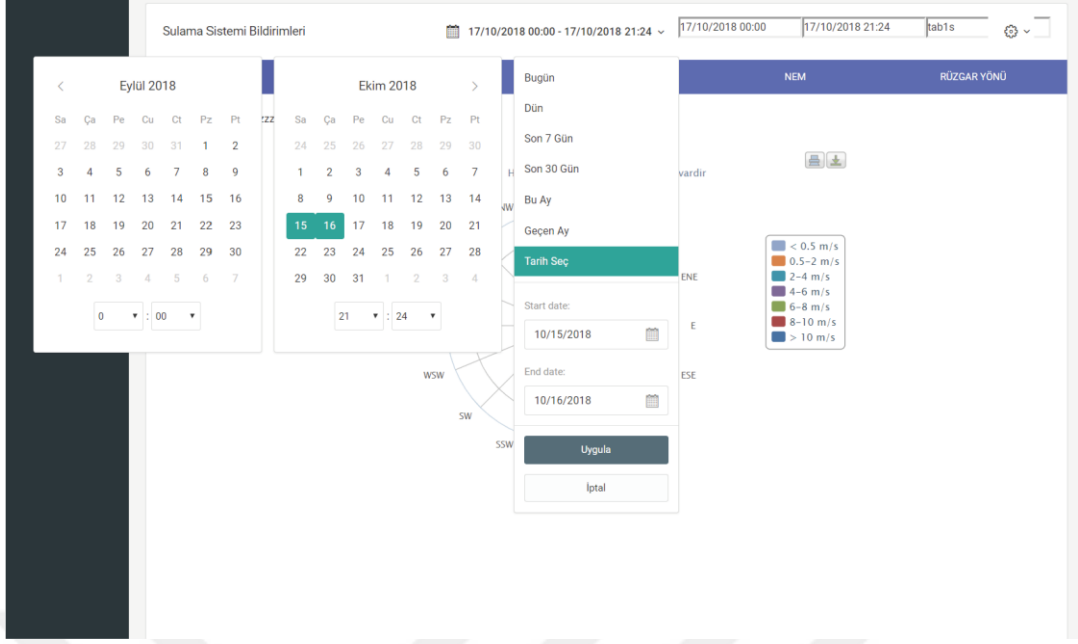 Sulama Sistemi Bildirimleri
17/10/2018 00:00 - 17/10/2018 21:24
17/10/2018 00:00
17/10/2018 21:24
tab1s
NEM
RÜZGAR YÖNÜ
Eylül 2018
Sa Ça Pe Cu Ct Pz Pt
27 28 29 30 31 1 2
3 4 5 6 7 8 9
10 11 12 13 14 15 16
17 18 19 20 21 22 23
24 25 26 27 28 29 30
1 2 3 4 5 6 7
0 : 00
zzz
Ekim 2018
Sa Ça Pe Cu Ct Pz Pt
24 25 26 27 28 29 30
1 2 3 4 5 6 7
8 9 10 11 12 13 14
15 16 17 18 19 20 21
22 23 24 25 26 27 28
29 30 31 1 2 3 4
21 : 24
Bugün
Dün
Son 7 Gün
Son 30 Gün
Bu Ay
Geçen Ay
Tarih Seç
Start date:
10/15/2018
End date:
10/16/2018
Uygula
İptal
H
vardir
NW
ENE
E
ESE
WSW
SW
SSW
< 0.5 m/s
0.5-2 m/s
2-4 m/s
4-6 m/s
6-8 m/s
8-10 m/s
> 10 m/s